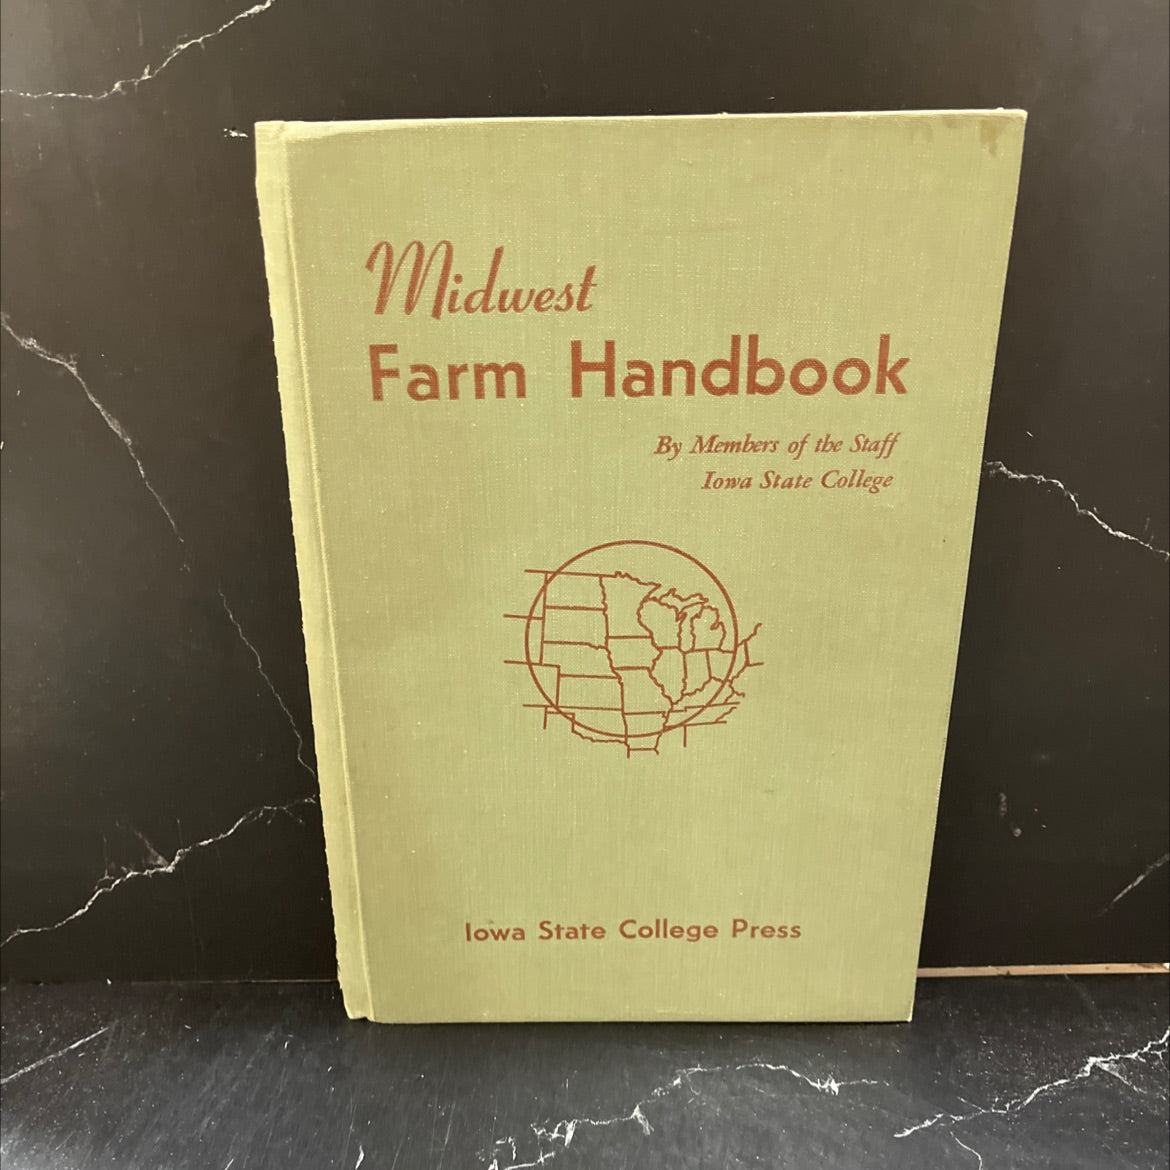 Midwest
Farm Handbook
By Members of the Staff
Iowa State College
Iowa State College Press